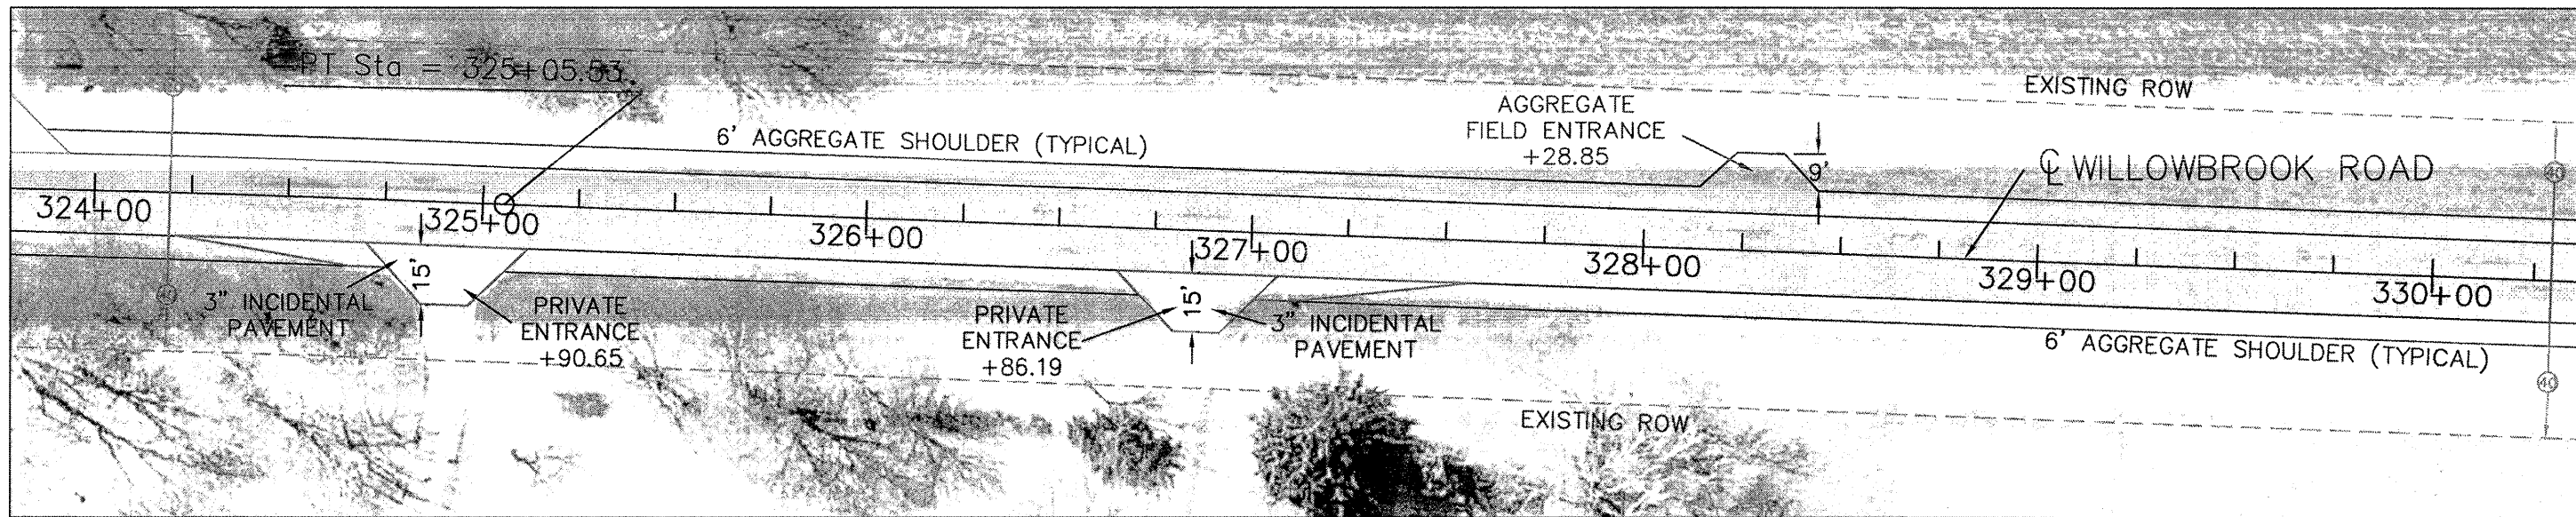 PT Sta = 325+05.53
EXISTING ROW
AGGREGATE
FIELD ENTRANCE
+28.85
6' AGGREGATE SHOULDER (TYPICAL)
9'
℄ WILLOWBROOK ROAD
40
324+00
325+00
326+00
327+00
328+00
329+00
330+00
15'
3" INCIDENTAL
PAVEMENT
PRIVATE
ENTRANCE
+90.65
PRIVATE
ENTRANCE
+86.19
15'
3" INCIDENTAL
PAVEMENT
6' AGGREGATE SHOULDER (TYPICAL)
40
EXISTING ROW